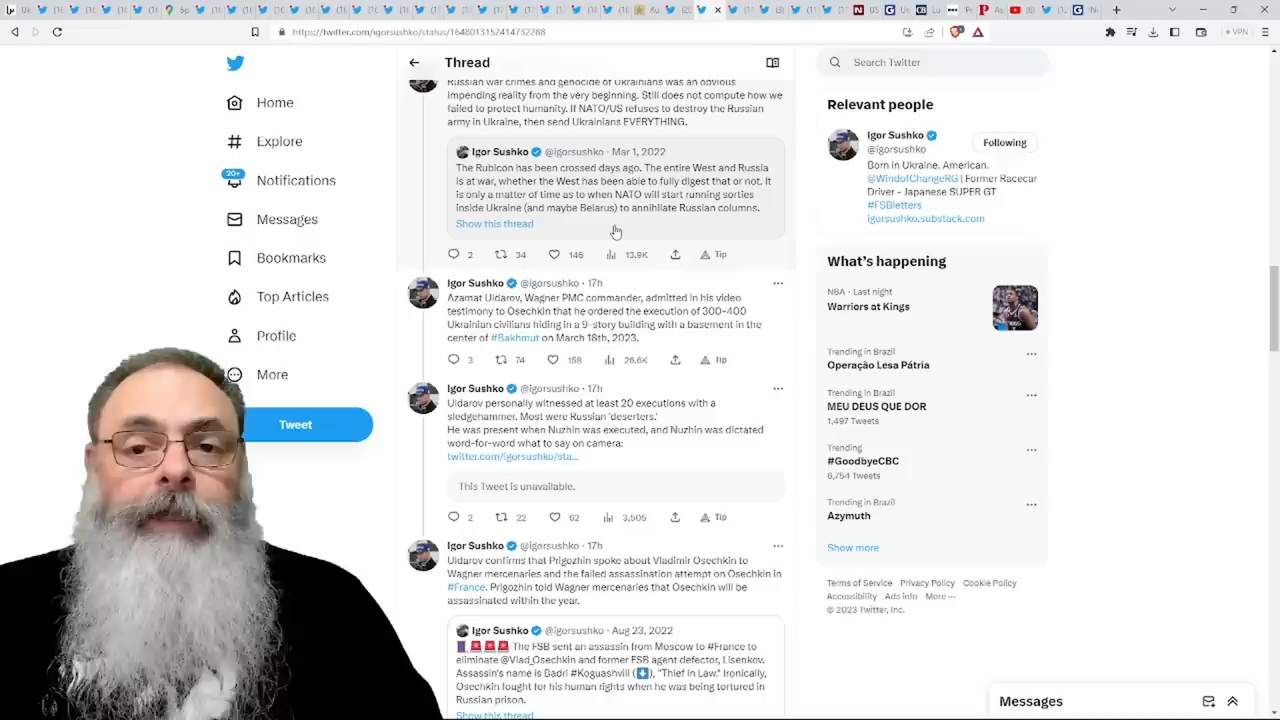 https://twitter.com/igorsushko/status/1648013152414732288
VPN
Home
Explore
20+
Notifications
Messages
Bookmarks
Top Articles
Profile
More
Tweet
Thread
Russian war crimes and genocide of Ukrainians was an obvious
impending reality from the very beginning. Still does not compute how we
failed to protect humanity. If NATO/US refuses to destroy the Russian
army in Ukraine, then send Ukrainians EVERYTHING.
Igor Sushko @igorsushko · Mar 1, 2022
The Rubicon has been crossed days ago. The entire West and Russia
is at war, whether the West has been able to fully digest that or not. It
is only a matter of time as to when NATO will start running sorties
inside Ukraine (and maybe Belarus) to annihilate Russian columns.
Show this thread
2 34 146 13.9K Tip
Igor Sushko @igorsushko · 17h
Azamat Uldarov, Wagner PMC commander, admitted in his video
testimony to Osechkin that he ordered the execution of 300-400
Ukrainian civilians hiding in a 9-story building with a basement in the
center of #Bakhmut on March 18th, 2023.
3 74 158 26.6K Tip
Igor Sushko @igorsushko · 17h
Uldarov personally witnessed at least 20 executions with a
sledgehammer. Most were Russian 'deserters.'
He was present when Nuzhin was executed, and Nuzhin was dictated
word-for-word what to say on camera:
twitter.com/igorsushko/sta...
This Tweet is unavailable.
2 22 62 3,505 Tip
Igor Sushko @igorsushko · 17h
Uldarov confirms that Prigozhin spoke about Vladimir Osechkin to
Wagner mercenaries and the failed assassination attempt on Osechkin in
#France. Prigozhin told Wagner mercenaries that Osechkin will be
assassinated within the year.
Igor Sushko @igorsushko · Aug 23, 2022
The FSB sent an assassin from Moscow to #France to
eliminate @Vlad_Osechkin and former FSB agent defector, Lisenkov.
Assassin's name is Badri #Koguashvili (⬇️), "Thief in Law." Ironically,
Osechkin fought for his human rights when he was being tortured in
Russian prison.
Show this thread
Search Twitter
Relevant people
Igor Sushko
@igorsushko
Following
Born in Ukraine. American.
@WindofChangeRG | Former Racecar
Driver - Japanese SUPER GT
#FSBletters
igorsushko.substack.com
What's happening
NBA · Last night
Warriors at Kings
Trending in Brazil
Operação Lesa Pátria
Trending in Brazil
MEU DEUS QUE DOR
1,497 Tweets
Trending
#GoodbyeCBC
6,754 Tweets
Trending in Brazil
Azymuth
Show more
Terms of Service Privacy Policy Cookie Policy
Accessibility Ads info More ···
© 2023 Twitter, Inc.
Messages